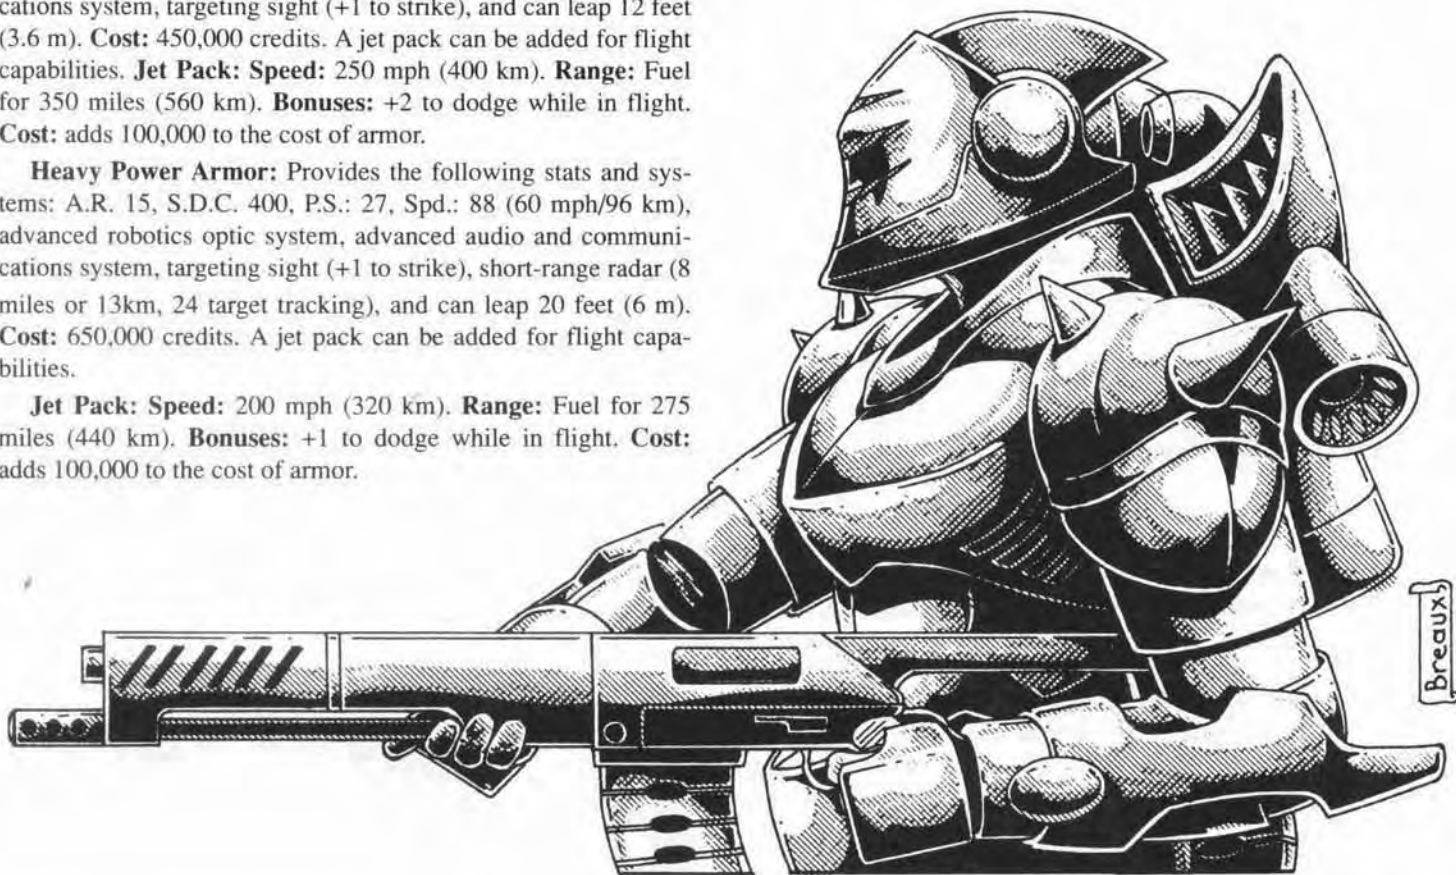 cations system, targeting sight (+1 to strike), and can leap 12 feet
(3.6 m). Cost: 450,000 credits. A jet pack can be added for flight
capabilities. Jet Pack: Speed: 250 mph (400 km). Range: Fuel
for 350 miles (560 km). Bonuses: +2 to dodge while in flight.
Cost: adds 100,000 to the cost of armor.
Heavy Power Armor: Provides the following stats and sys-
tems: A.R. 15, S.D.C. 400, P.S.: 27, Spd.: 88 (60 mph/96 km),
advanced robotics optic system, advanced audio and communi-
cations system, targeting sight (+1 to strike), short-range radar (8
miles or 13km, 24 target tracking), and can leap 20 feet (6 m).
Cost: 650,000 credits. A jet pack can be added for flight capa-
bilities.
Jet Pack: Speed: 200 mph (320 km). Range: Fuel for 275
miles (440 km). Bonuses: +1 to dodge while in flight. Cost:
adds 100,000 to the cost of armor.
Breaux